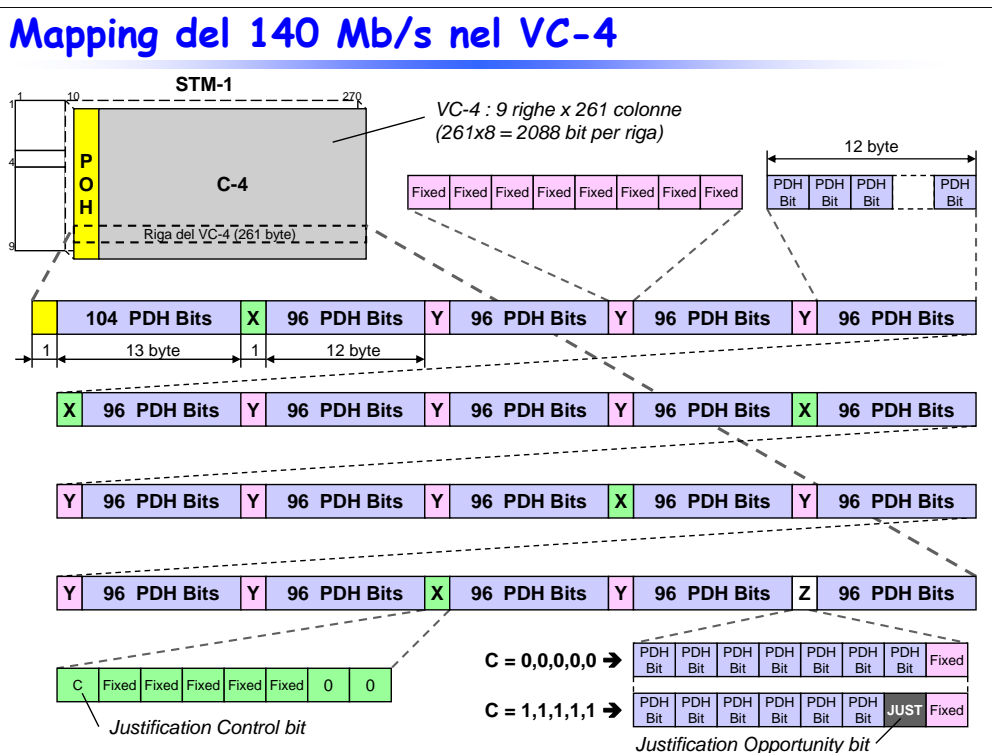 Mapping del 140 Mb/s nel VC-4
STM-1
1 10 270
1
4
9
P
O
H
C-4
Riga del VC-4 (261 byte)
VC-4 : 9 righe x 261 colonne
(261x8 = 2088 bit per riga)
Fixed Fixed Fixed Fixed Fixed Fixed Fixed Fixed
12 byte
PDH Bit PDH Bit PDH Bit PDH Bit
104 PDH Bits X 96 PDH Bits Y 96 PDH Bits Y 96 PDH Bits Y 96 PDH Bits
1 13 byte 1 12 byte
X 96 PDH Bits Y 96 PDH Bits Y 96 PDH Bits Y 96 PDH Bits X 96 PDH Bits
Y 96 PDH Bits Y 96 PDH Bits Y 96 PDH Bits X 96 PDH Bits Y 96 PDH Bits
Y 96 PDH Bits Y 96 PDH Bits X 96 PDH Bits Y 96 PDH Bits Z 96 PDH Bits
C = 0,0,0,0,0 ➔ PDH Bit PDH Bit PDH Bit PDH Bit PDH Bit PDH Bit PDH Bit Fixed
C Fixed Fixed Fixed Fixed Fixed 0 0
C = 1,1,1,1,1 ➔ PDH Bit PDH Bit PDH Bit PDH Bit PDH Bit PDH Bit JUST Fixed
Justification Control bit
Justification Opportunity bit